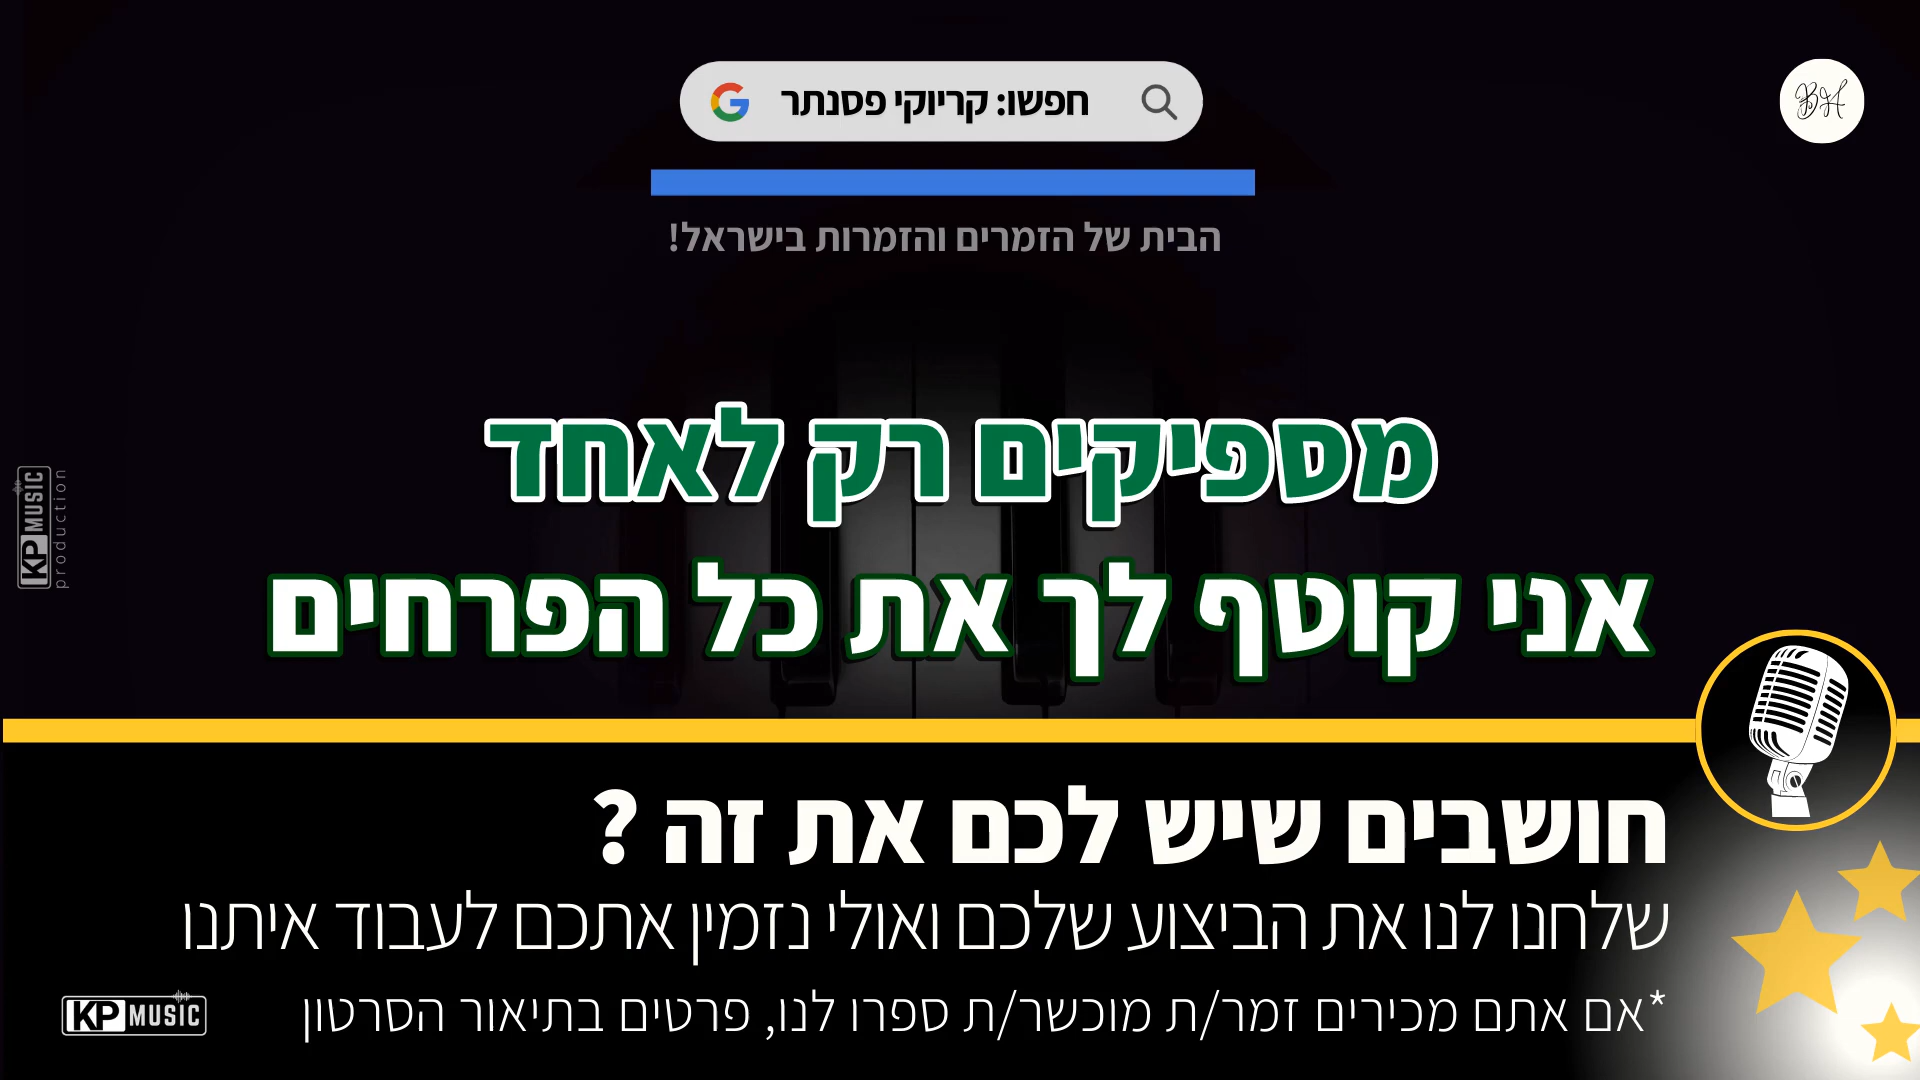 חפשו: קריוקי פסנתר
BH
הבית של הזמרים והזמרות בישראל!
מספיקים רק לאחד
אני קוטף לך את כל הפרחים
KP MUSIC
production
חושבים שיש לכם את זה ?
שלחנו לנו את הביצוע שלכם ואולי נזמין אתכם לעבוד איתנו
*אם אתם מכירים זמר/ת מוכשר/ת ספרו לנו, פרטים בתיאור הסרטון
KP MUSIC